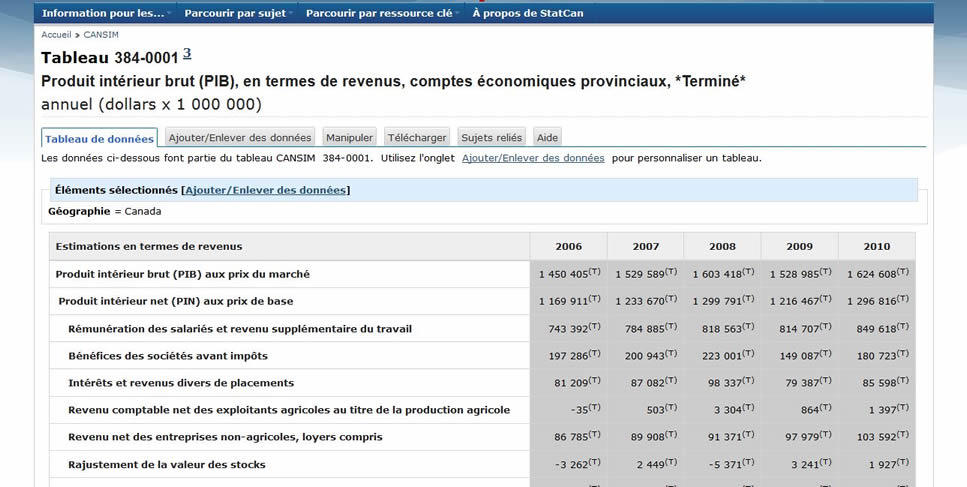 Information pour les... Parcourir par sujet Parcourir par ressource clé À propos de StatCan
Accueil » CANSIM
Tableau 384-0001 3
Produit intérieur brut (PIB), en termes de revenus, comptes économiques provinciaux, *Terminé*
annuel (dollars x 1 000 000)
Tableau de données Ajouter/Enlever des données Manipuler Télécharger Sujets reliés Aide
Les données ci-dessous font partie du tableau CANSIM 384-0001. Utilisez l'onglet Ajouter/Enlever des données pour personnaliser un tableau.
Éléments sélectionnés [Ajouter/Enlever des données]
Géographie = Canada
Estimations en termes de revenus 2006 2007 2008 2009 2010
Produit intérieur brut (PIB) aux prix du marché 1 450 405(T) 1 529 589(T) 1 603 418(T) 1 528 985(T) 1 624 608(T)
Produit intérieur net (PIN) aux prix de base 1 169 911(T) 1 233 670(T) 1 299 791(T) 1 216 467(T) 1 296 816(T)
Rémunération des salariés et revenu supplémentaire du travail 743 392(T) 784 885(T) 818 563(T) 814 707(T) 849 618(T)
Bénéfices des sociétés avant impôts 197 286(T) 200 943(T) 223 001(T) 149 087(T) 180 723(T)
Intérêts et revenus divers de placements 81 209(T) 87 082(T) 98 337(T) 79 387(T) 85 598(T)
Revenu comptable net des exploitants agricoles au titre de la production agricole -35(T) 503(T) 3 304(T) 864(T) 1 397(T)
Revenu net des entreprises non-agricoles, loyers compris 86 785(T) 89 908(T) 91 371(T) 97 979(T) 103 592(T)
Rajustement de la valeur des stocks -3 262(T) 2 449(T) -5 371(T) 3 241(T) 1 927(T)